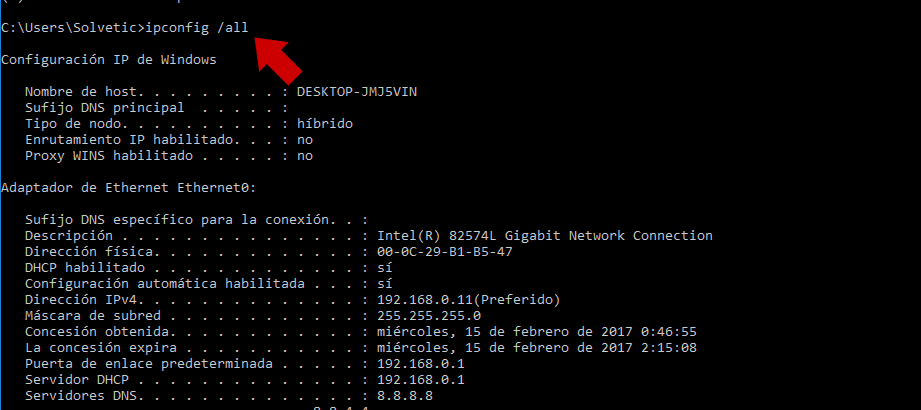 C:\Users\Solvetic>ipconfig /all
Configuración IP de Windows
Nombre de host. . . . . . . . . : DESKTOP-JMJ5VIN
Sufijo DNS principal  . . . . . :
Tipo de nodo. . . . . . . . . . : híbrido
Enrutamiento IP habilitado. . . : no
Proxy WINS habilitado . . . . . : no
Adaptador de Ethernet Ethernet0:
Sufijo DNS específico para la conexión. . :
Descripción . . . . . . . . . . . . . . . : Intel(R) 82574L Gigabit Network Connection
Dirección física. . . . . . . . . . . . . : 00-0C-29-B1-B5-47
DHCP habilitado . . . . . . . . . . . . . : sí
Configuración automática habilitada . . . : sí
Dirección IPv4. . . . . . . . . . . . . . : 192.168.0.11(Preferido)
Máscara de subred . . . . . . . . . . . . : 255.255.255.0
Concesión obtenida. . . . . . . . . . . . : miércoles, 15 de febrero de 2017 0:46:55
La concesión expira . . . . . . . . . . . : miércoles, 15 de febrero de 2017 2:15:08
Puerta de enlace predeterminada . . . . . : 192.168.0.1
Servidor DHCP . . . . . . . . . . . . . . : 192.168.0.1
Servidores DNS. . . . . . . . . . . . . . : 8.8.8.8